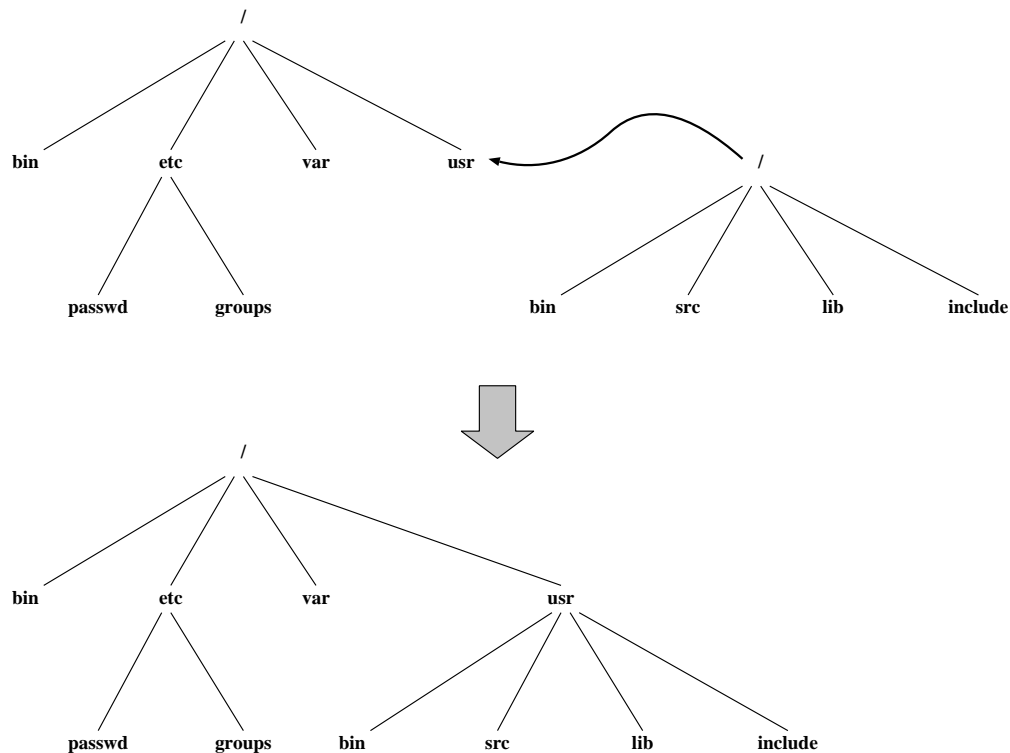 /
bin etc var usr
/
passwd groups bin src lib include
/
bin etc var usr
passwd groups bin src lib include